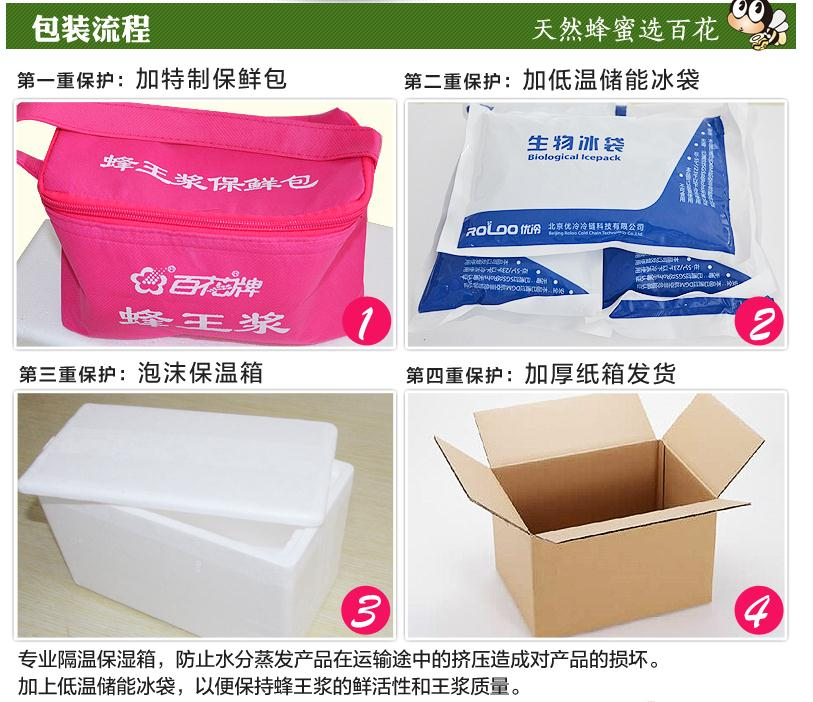 包装流程
天然蜂蜜选百花
第一重保护：加特制保鲜包
第二重保护：加低温储能冰袋
蜂王浆保鲜包
百花牌
蜂王浆
1
生物冰袋
Biological Icepack
ROLOO 优冷
北京优冷冷链科技有限公司
Beijing Roloo Cold Chain Technology Co.,Ltd.
2
第三重保护：泡沫保温箱
第四重保护：加厚纸箱发货
3
4
专业隔温保湿箱，防止水分蒸发产品在运输途中的挤压造成对产品的损坏。
加上低温储能冰袋，以便保持蜂王浆的鲜活性和王浆质量。